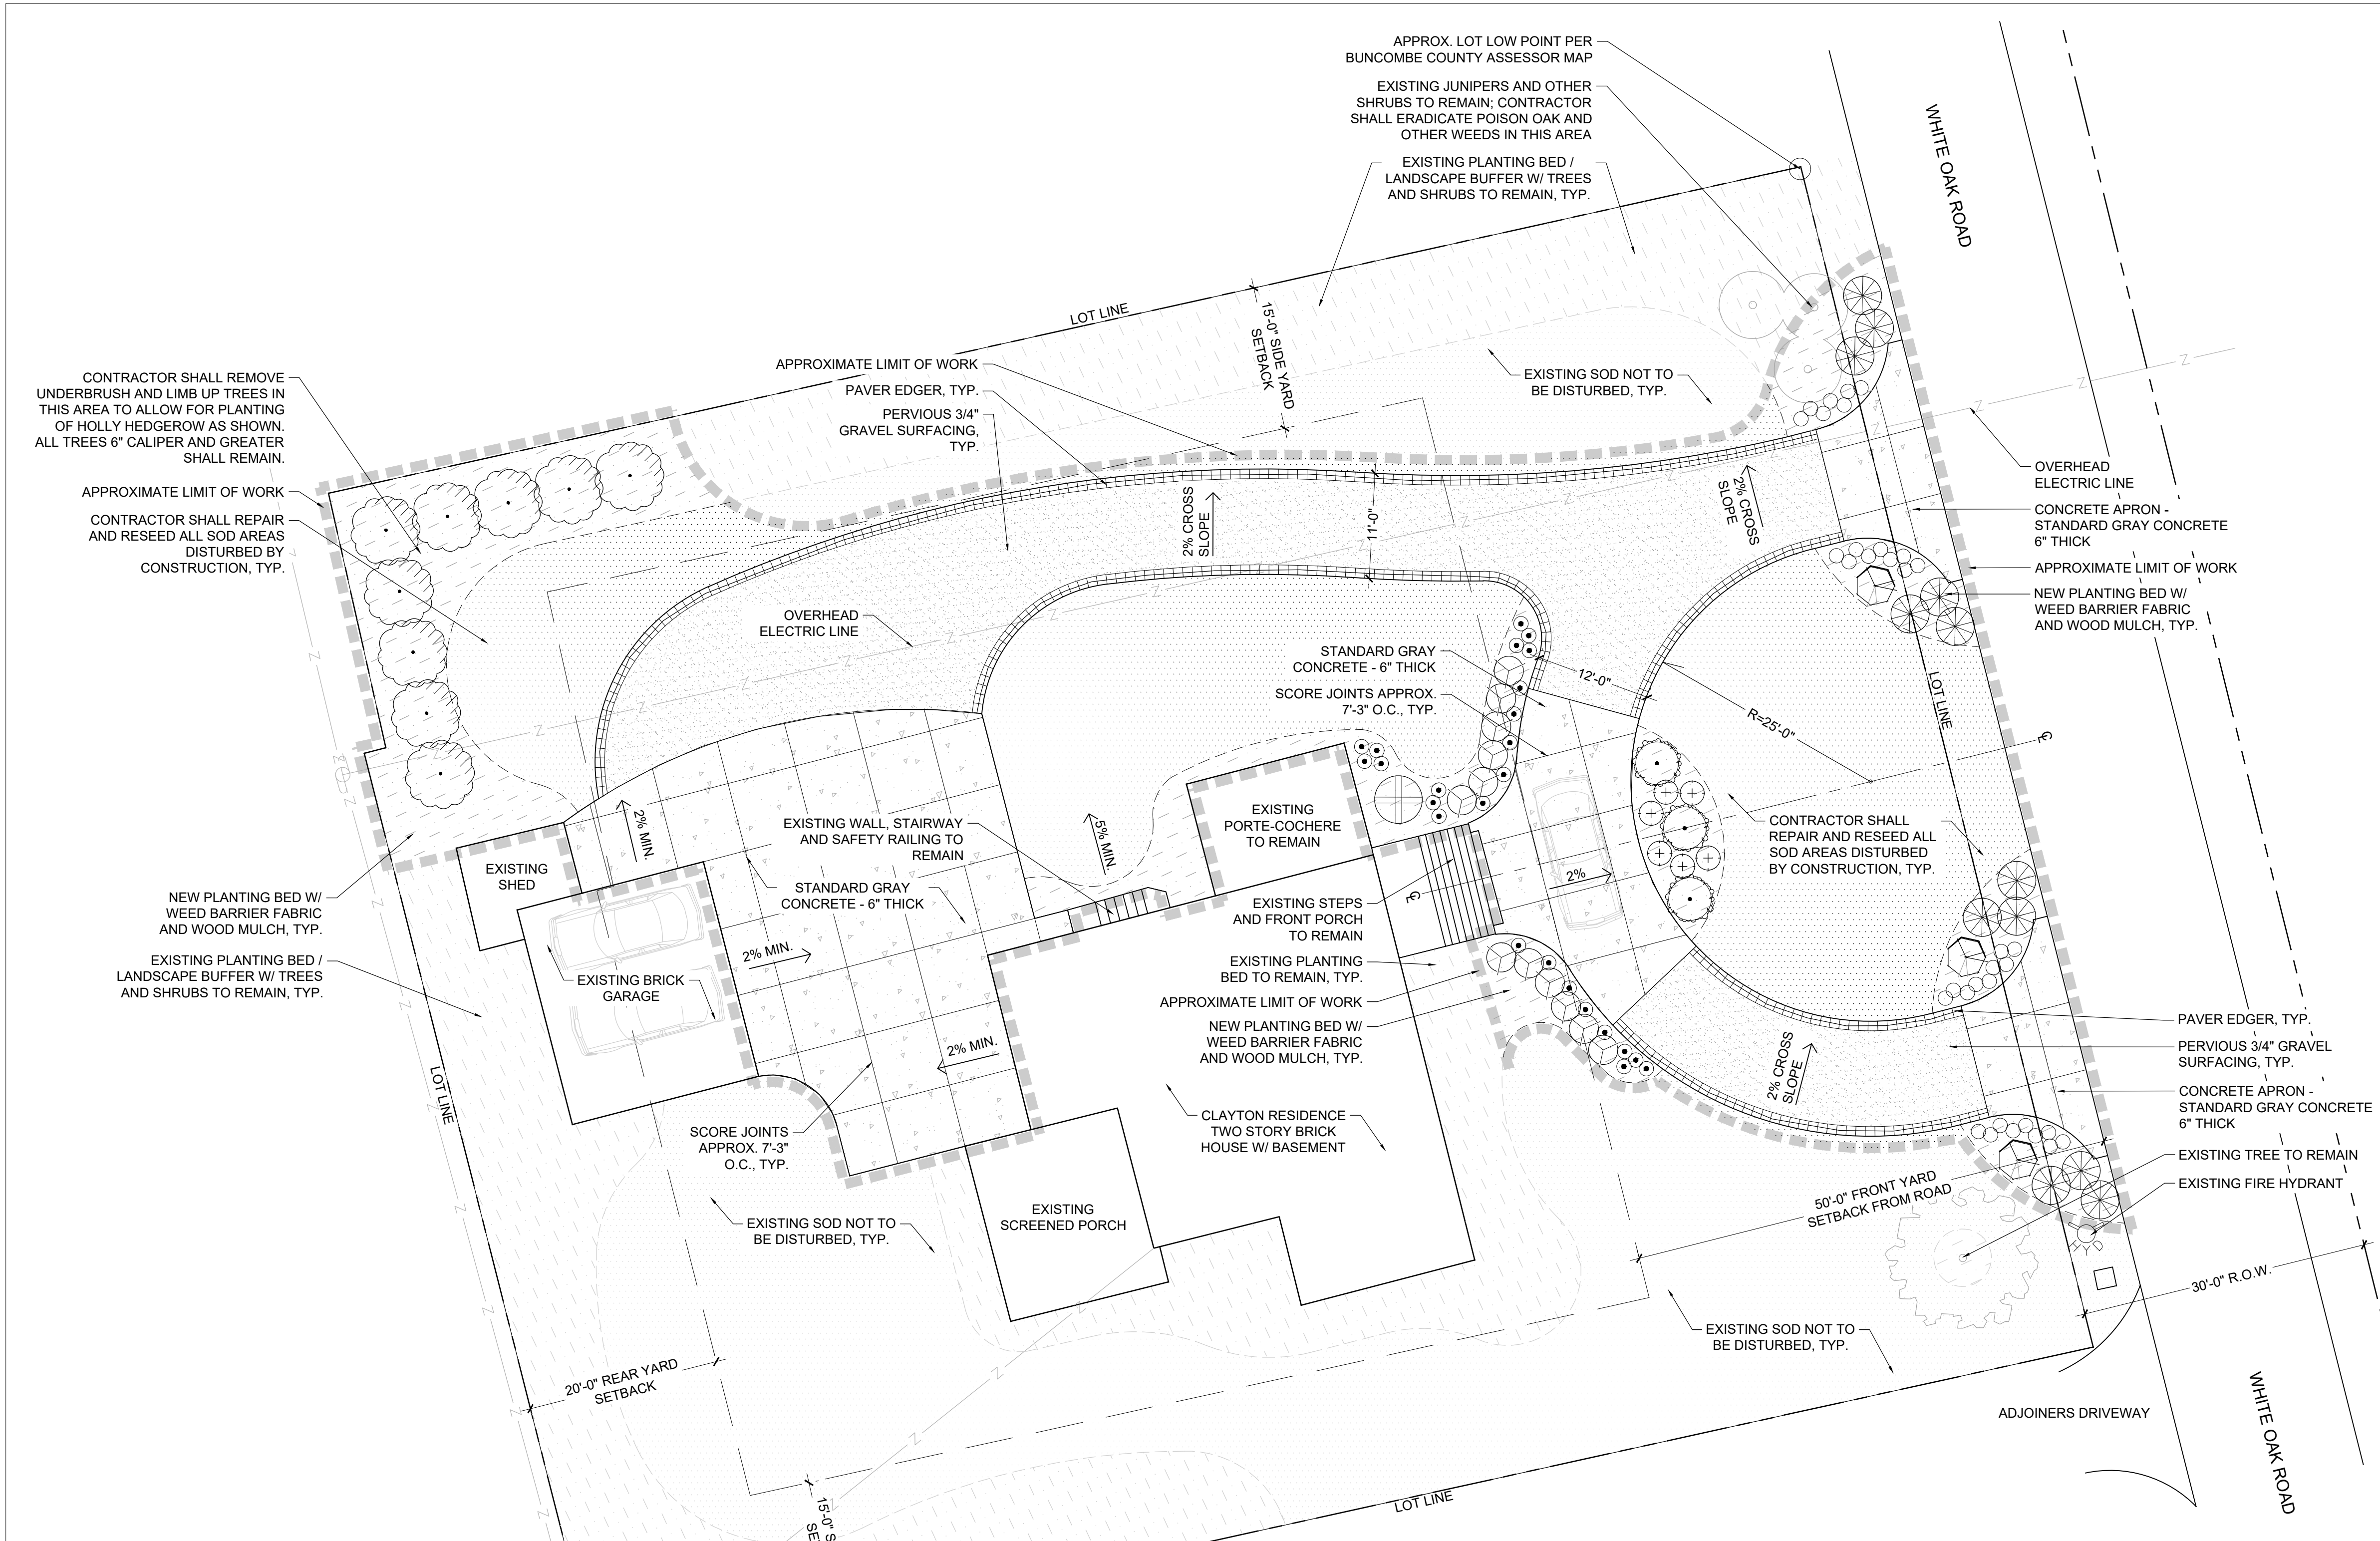 APPROX. LOT LOW POINT PER
BUNCOMBE COUNTY ASSESSOR MAP
EXISTING JUNIPERS AND OTHER
SHRUBS TO REMAIN; CONTRACTOR
SHALL ERADICATE POISON OAK AND
OTHER WEEDS IN THIS AREA
EXISTING PLANTING BED /
LANDSCAPE BUFFER W/ TREES
AND SHRUBS TO REMAIN, TYP.
WHITE OAK ROAD
LOT LINE
15'-0" SIDE YARD
SETBACK
APPROXIMATE LIMIT OF WORK
PAVER EDGER, TYP.
PERVIOUS 3/4"
GRAVEL SURFACING,
TYP.
EXISTING SOD NOT TO
BE DISTURBED, TYP.
CONTRACTOR SHALL REMOVE
UNDERBRUSH AND LIMB UP TREES IN
THIS AREA TO ALLOW FOR PLANTING
OF HOLLY HEDGEROW AS SHOWN.
ALL TREES 6" CALIPER AND GREATER
SHALL REMAIN.
APPROXIMATE LIMIT OF WORK
CONTRACTOR SHALL REPAIR
AND RESEED ALL SOD AREAS
DISTURBED BY
CONSTRUCTION, TYP.
2% CROSS
SLOPE
11'-0"
2% CROSS
SLOPE
OVERHEAD
ELECTRIC LINE
CONCRETE APRON -
STANDARD GRAY CONCRETE
6" THICK
APPROXIMATE LIMIT OF WORK
NEW PLANTING BED W/
WEED BARRIER FABRIC
AND WOOD MULCH, TYP.
OVERHEAD
ELECTRIC LINE
STANDARD GRAY
CONCRETE - 6" THICK
SCORE JOINTS APPROX.
7'-3" O.C., TYP.
12'-0"
R=25'-0"
LOT LINE
CL
2% MIN.
EXISTING WALL, STAIRWAY
AND SAFETY RAILING TO
REMAIN
5% MIN.
EXISTING
PORTE-COCHERE
TO REMAIN
CONTRACTOR SHALL
REPAIR AND RESEED ALL
SOD AREAS DISTURBED
BY CONSTRUCTION, TYP.
EXISTING
SHED
STANDARD GRAY
CONCRETE - 6" THICK
2%
CL
NEW PLANTING BED W/
WEED BARRIER FABRIC
AND WOOD MULCH, TYP.
EXISTING STEPS
AND FRONT PORCH
TO REMAIN
2% MIN.
EXISTING PLANTING BED /
LANDSCAPE BUFFER W/ TREES
AND SHRUBS TO REMAIN, TYP.
EXISTING BRICK
GARAGE
EXISTING PLANTING
BED TO REMAIN, TYP.
APPROXIMATE LIMIT OF WORK
NEW PLANTING BED W/
WEED BARRIER FABRIC
AND WOOD MULCH, TYP.
2% MIN.
2% CROSS
SLOPE
PAVER EDGER, TYP.
PERVIOUS 3/4" GRAVEL
SURFACING, TYP.
CONCRETE APRON -
STANDARD GRAY CONCRETE
6" THICK
EXISTING TREE TO REMAIN
EXISTING FIRE HYDRANT
LOT LINE
SCORE JOINTS
APPROX. 7'-3"
O.C., TYP.
CLAYTON RESIDENCE
TWO STORY BRICK
HOUSE W/ BASEMENT
EXISTING
SCREENED PORCH
50'-0" FRONT YARD
SETBACK FROM ROAD
HYD
30'-0" R.O.W.
EXISTING SOD NOT TO
BE DISTURBED, TYP.
EXISTING SOD NOT TO
BE DISTURBED, TYP.
20'-0" REAR YARD
SETBACK
ADJOINERS DRIVEWAY
WHITE OAK ROAD
LOT LINE
15'-0" S
SE